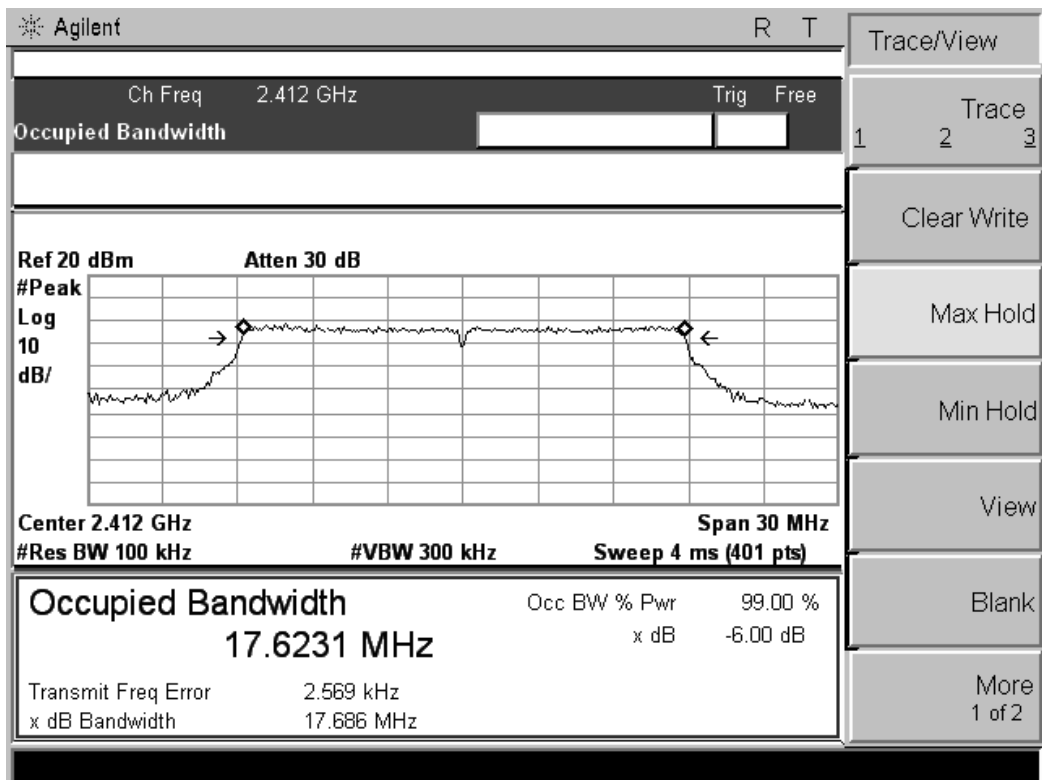 Agilent R T
Ch Freq 2.412 GHz Trig Free
Occupied Bandwidth
Ref 20 dBm Atten 30 dB
#Peak
Log
10
dB/
Center 2.412 GHz Span 30 MHz
#Res BW 100 kHz #VBW 300 kHz Sweep 4 ms (401 pts)
Occupied Bandwidth Occ BW % Pwr 99.00 %
17.6231 MHz x dB -6.00 dB
Transmit Freq Error 2.569 kHz
x dB Bandwidth 17.686 MHz
Trace/View
Trace
1 2 3
Clear Write
Max Hold
Min Hold
View
Blank
More
1 of 2